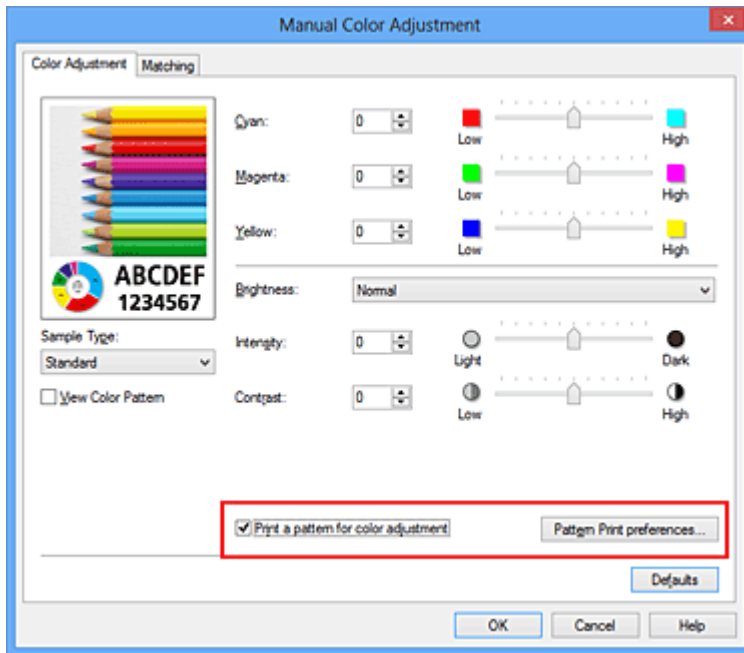 Manual Color Adjustment
Color Adjustment Matching
Cyan: 0 Low High
Magenta: 0 Low High
Yellow: 0 Low High
ABCDEF
1234567
Brightness: Normal
Sample Type:
Standard
Intensity: 0 Light Dark
View Color Pattern
Contrast: 0 Low High
Print a pattern for color adjustment Pattern Print preferences...
Defaults
OK Cancel Help